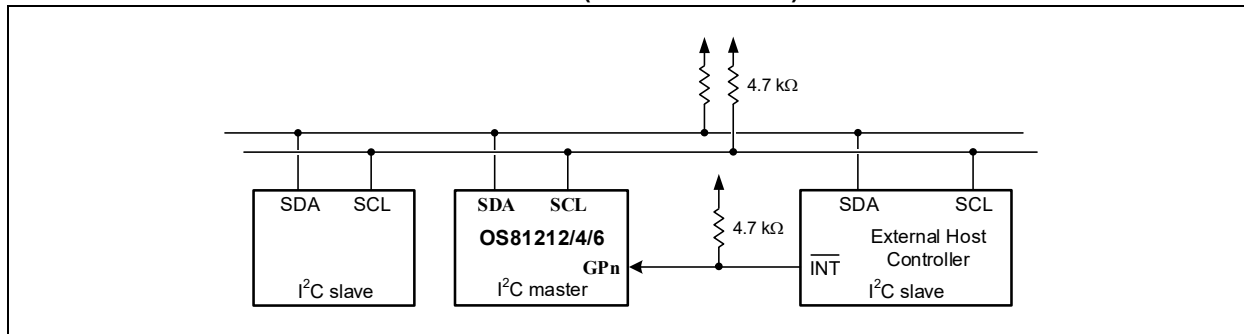 4.7 kΩ
4.7 kΩ
SDA SCL
I²C slave
SDA SCL
OS81212/4/6
GPn
I²C master
SDA SCL
External Host
Controller
INT
I²C slave